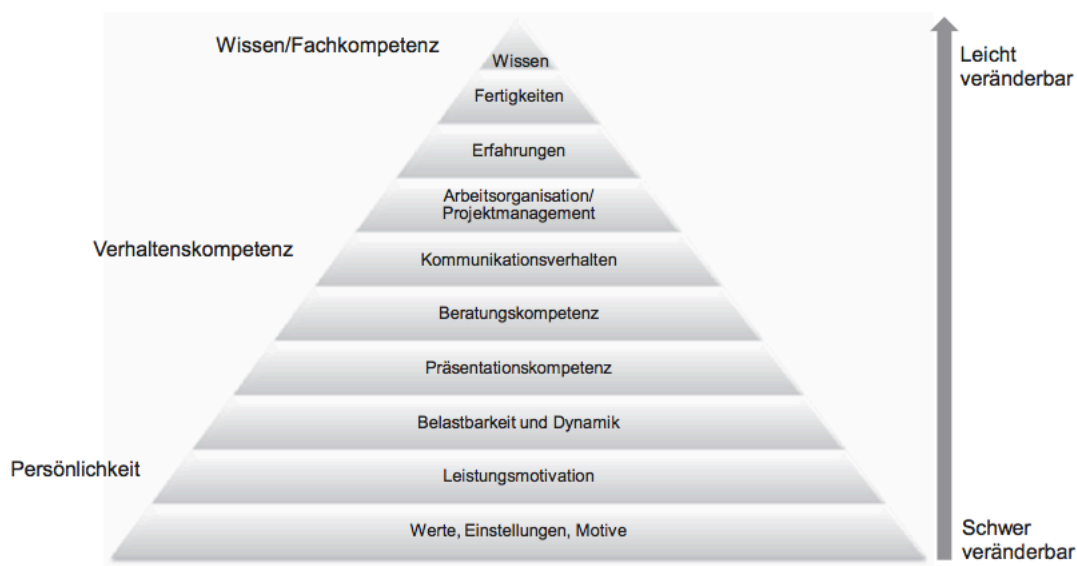 Wissen/Fachkompetenz
Wissen
Leicht
veränderbar
Fertigkeiten
Erfahrungen
Arbeitsorganisation/
Projektmanagement
Verhaltenskompetenz
Kommunikationsverhalten
Beratungskompetenz
Präsentationskompetenz
Belastbarkeit und Dynamik
Persönlichkeit
Leistungsmotivation
Werte, Einstellungen, Motive
Schwer
veränderbar